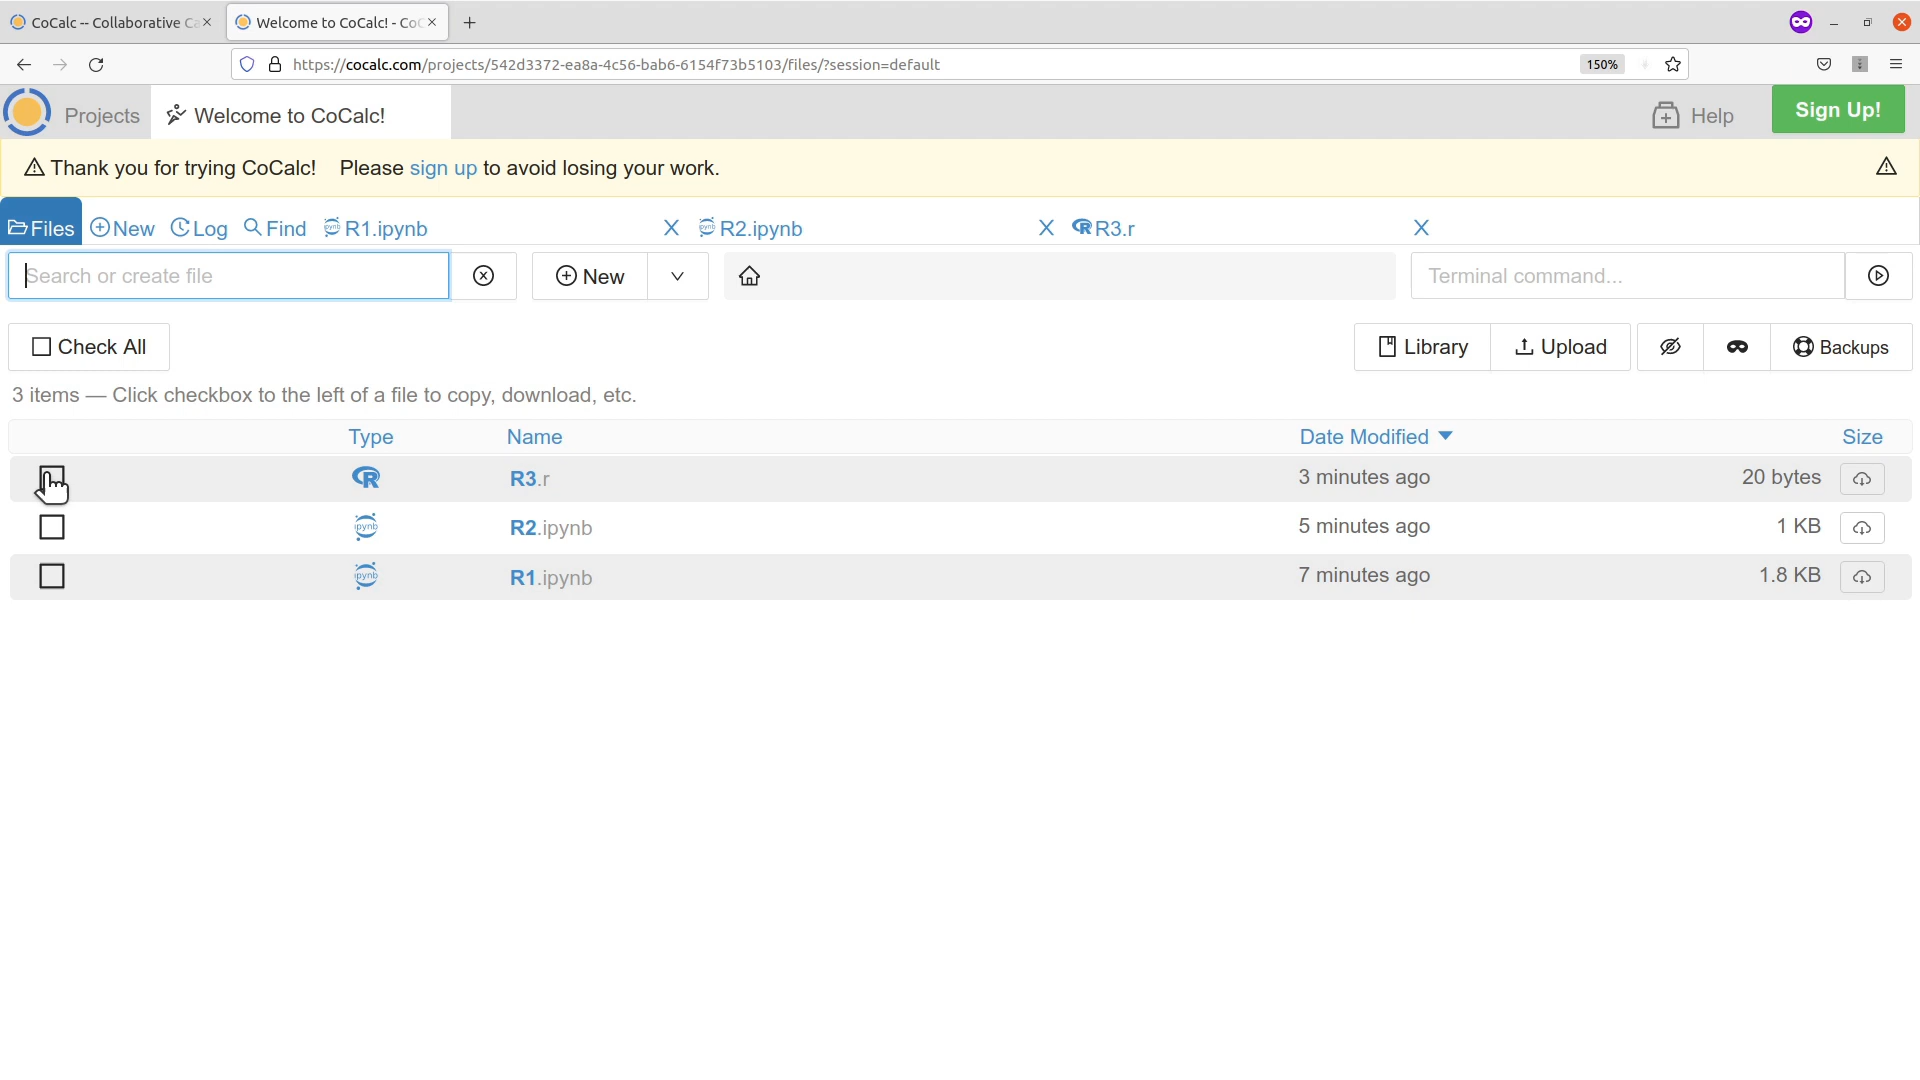 CoCalc -- Collaborative Ca
Welcome to CoCalc! - CoC
https://cocalc.com/projects/542d3372-ea8a-4c56-bab6-6154f73b5103/files/?session=default
150%
Projects
Welcome to CoCalc!
Help
Sign Up!
Thank you for trying CoCalc! Please sign up to avoid losing your work.
Files New Log Find R1.ipynb R2.ipynb R3.r
Search or create file
New
Terminal command...
Check All
Library
Upload
Backups
3 items — Click checkbox to the left of a file to copy, download, etc.
Type Name Date Modified Size
R3.r 3 minutes ago 20 bytes
ipynb R2.ipynb 5 minutes ago 1 KB
ipynb R1.ipynb 7 minutes ago 1.8 KB